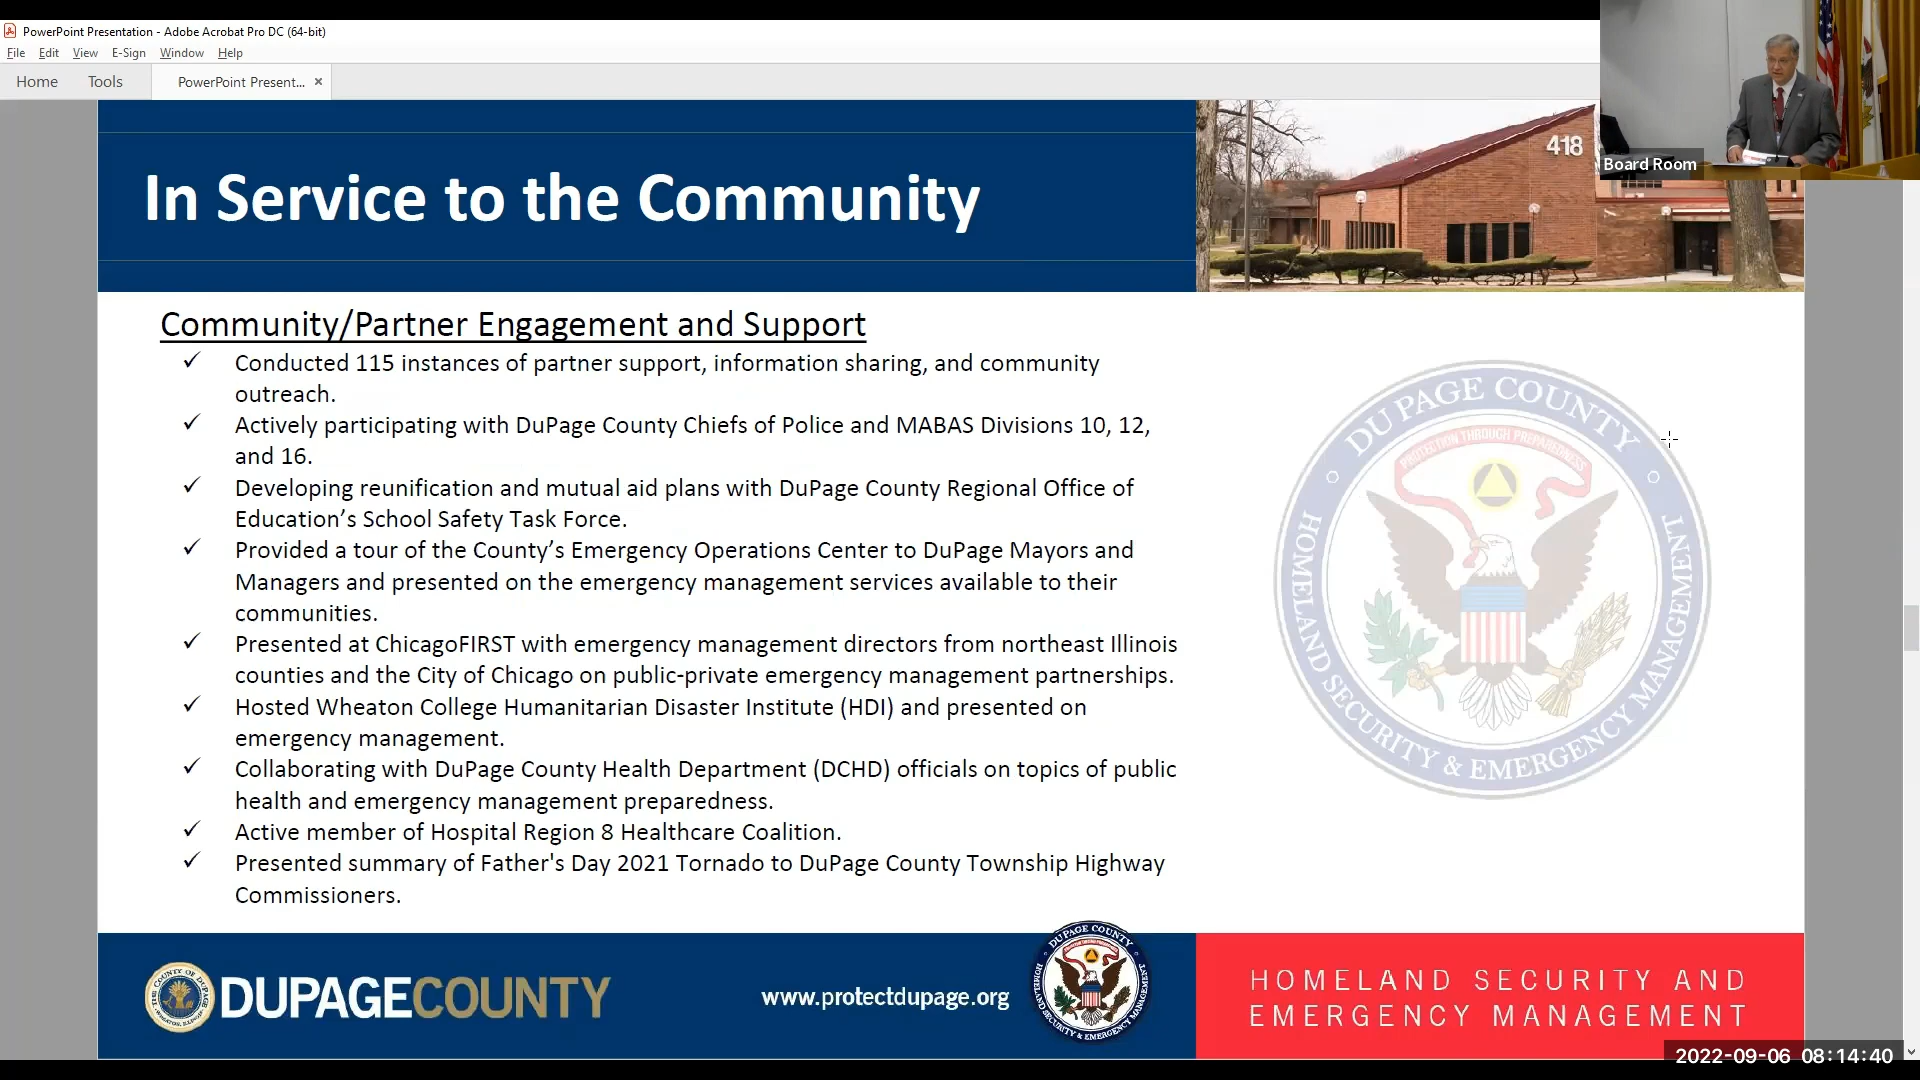 PowerPoint Presentation - Adobe Acrobat Pro DC (64-bit)
File Edit View E-Sign Window Help
Home Tools PowerPoint Present... ×
In Service to the Community
418
Board Room
Community/Partner Engagement and Support
✓ Conducted 115 instances of partner support, information sharing, and community
outreach.
✓ Actively participating with DuPage County Chiefs of Police and MABAS Divisions 10, 12,
and 16.
✓ Developing reunification and mutual aid plans with DuPage County Regional Office of
Education’s School Safety Task Force.
✓ Provided a tour of the County’s Emergency Operations Center to DuPage Mayors and
Managers and presented on the emergency management services available to their
communities.
✓ Presented at ChicagoFIRST with emergency management directors from northeast Illinois
counties and the City of Chicago on public-private emergency management partnerships.
✓ Hosted Wheaton College Humanitarian Disaster Institute (HDI) and presented on
emergency management.
✓ Collaborating with DuPage County Health Department (DCHD) officials on topics of public
health and emergency management preparedness.
✓ Active member of Hospital Region 8 Healthcare Coalition.
✓ Presented summary of Father's Day 2021 Tornado to DuPage County Township Highway
Commissioners.
DUPAGE COUNTY
PROTECTION THROUGH PREPAREDNESS
HOMELAND SECURITY & EMERGENCY MANAGEMENT
COUNTY OF DU PAGE
DUPAGECOUNTY
www.protectdupage.org
DUPAGE COUNTY
HOMELAND SECURITY & EMERGENCY MANAGEMENT
HOMELAND SECURITY AND
EMERGENCY MANAGEMENT
2022-09-06 08:14:40